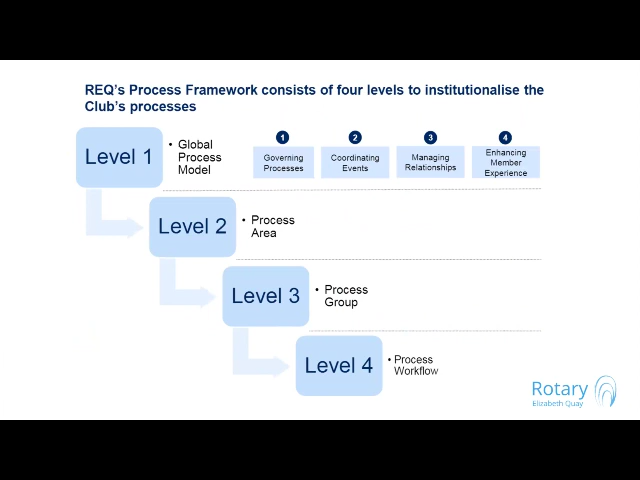 REQ's Process Framework consists of four levels to institutionalise the
Club's processes
Level 1
• Global
Process
Model
1
Governing
Processes
2
Coordinating
Events
3
Managing
Relationships
4
Enhancing
Member
Experience
Level 2
• Process
Area
Level 3
• Process
Group
Level 4
• Process
Workflow
Rotary
Elizabeth Quay